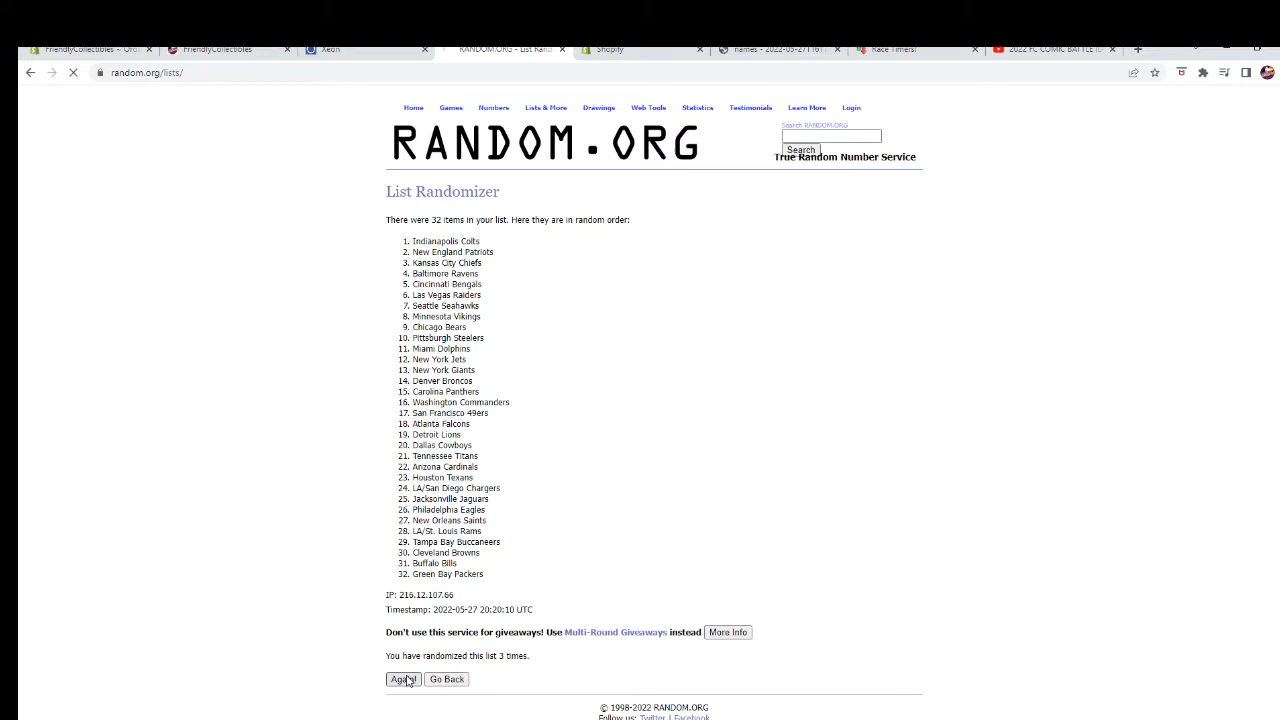 FriendlyCollectibles ~ Ord
FriendlyCollectibles
Xeon
RANDOM.ORG - List Rand
Shopify
names - 2022-05-27T161
Race Timers!
2022 FC COMIC BATTLE
random.org/lists/
Home Games Numbers Lists & More Drawings Web Tools Statistics Testimonials Learn More Login
RANDOM.ORG
Search RANDOM.ORG
Search
True Random Number Service
List Randomizer
There were 32 items in your list. Here they are in random order:
1. Indianapolis Colts
2. New England Patriots
3. Kansas City Chiefs
4. Baltimore Ravens
5. Cincinnati Bengals
6. Las Vegas Raiders
7. Seattle Seahawks
8. Minnesota Vikings
9. Chicago Bears
10. Pittsburgh Steelers
11. Miami Dolphins
12. New York Jets
13. New York Giants
14. Denver Broncos
15. Carolina Panthers
16. Washington Commanders
17. San Francisco 49ers
18. Atlanta Falcons
19. Detroit Lions
20. Dallas Cowboys
21. Tennessee Titans
22. Arizona Cardinals
23. Houston Texans
24. LA/San Diego Chargers
25. Jacksonville Jaguars
26. Philadelphia Eagles
27. New Orleans Saints
28. LA/St. Louis Rams
29. Tampa Bay Buccaneers
30. Cleveland Browns
31. Buffalo Bills
32. Green Bay Packers
IP: 216.12.107.66
Timestamp: 2022-05-27 20:20:10 UTC
Don't use this service for giveaways! Use Multi-Round Giveaways instead More Info
You have randomized this list 3 times.
Again! Go Back
© 1998-2022 RANDOM.ORG
Follow us: Twitter | Facebook